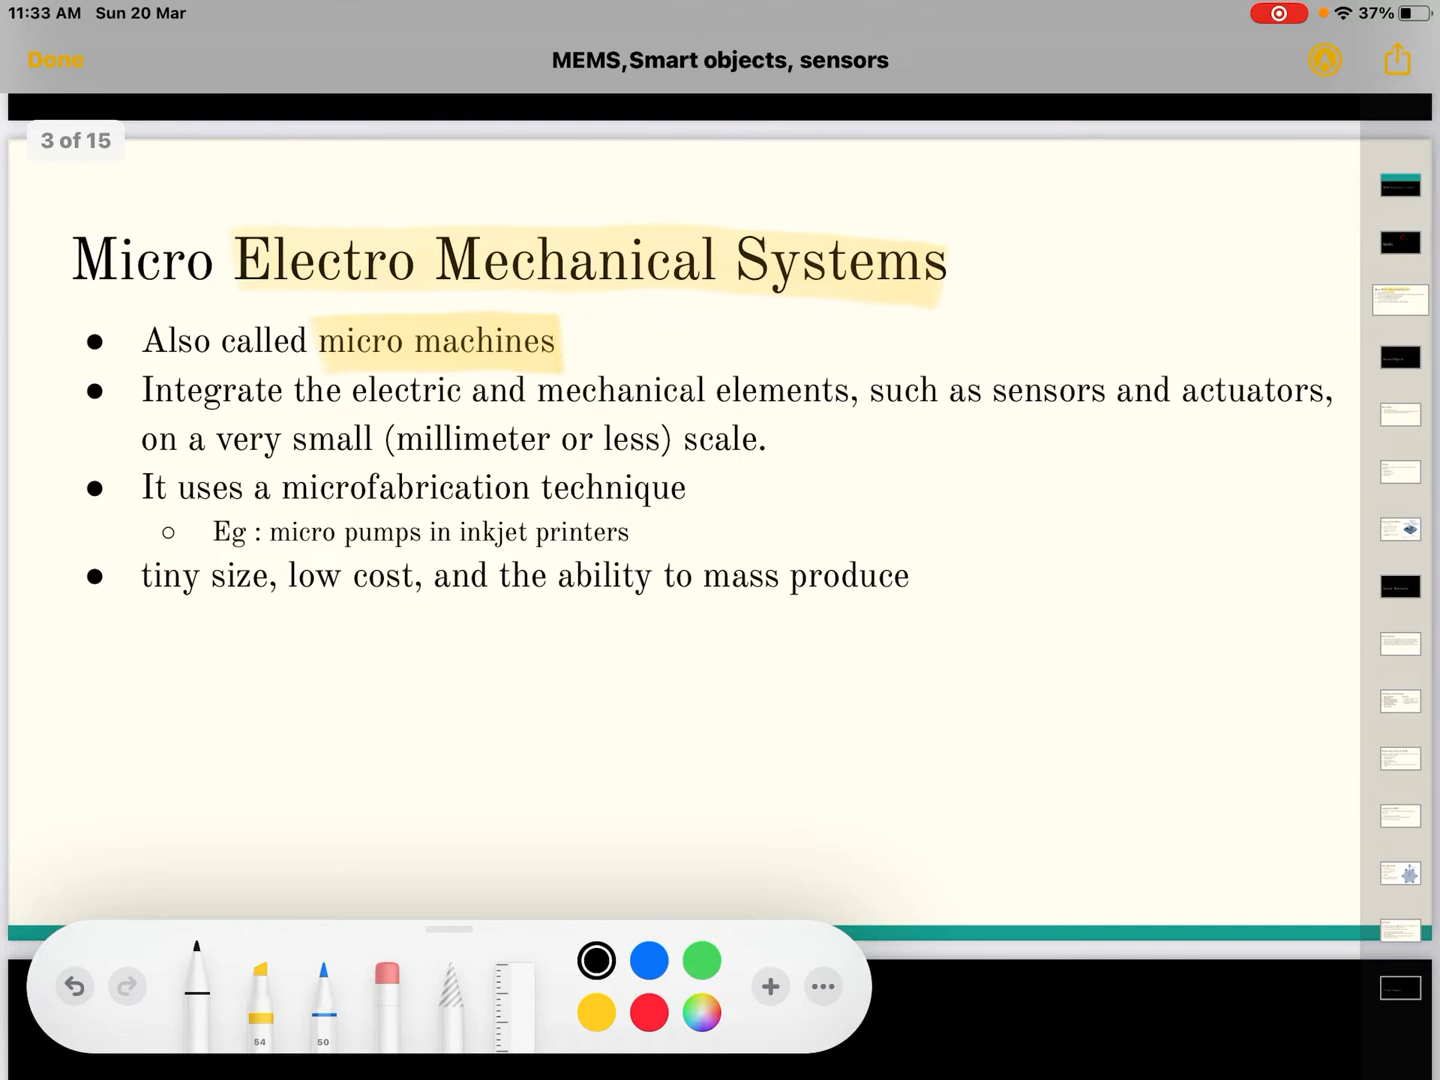 11:33 AM Sun 20 Mar
37%
Done
MEMS,Smart objects, sensors
3 of 15
Micro Electro Mechanical Systems
● Also called micro machines
● Integrate the electric and mechanical elements, such as sensors and actuators,
on a very small (millimeter or less) scale.
● It uses a microfabrication technique
○ Eg : micro pumps in inkjet printers
● tiny size, low cost, and the ability to mass produce
54
50